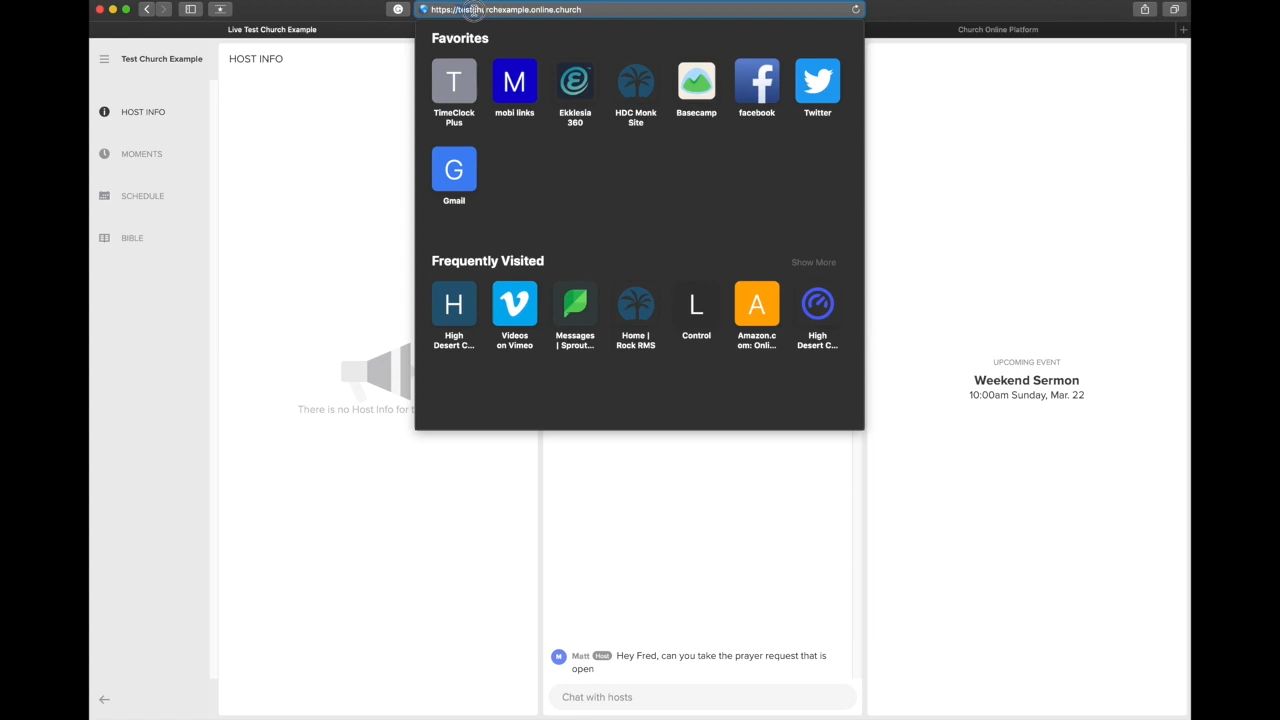 https://testchurchexample.online.church
Live Test Church Example
Church Online Platform
Test Church Example
HOST INFO
MOMENTS
SCHEDULE
BIBLE
HOST INFO
There is no Host Info for t
Favorites
T
TimeClock
Plus
M
mobi links
Ekklesia
360
HDC Monk
Site
Basecamp
f
facebook
Twitter
G
Gmail
Frequently Visited
Show More
H
High
Desert C...
Videos
on Vimeo
Messages
| Sprout...
Home |
Rock RMS
L
Control
A
Amazon.c
om: Onli...
High
Desert C...
M
Matt Host Hey Fred, can you take the prayer request that is
open
Chat with hosts
UPCOMING EVENT
Weekend Sermon
10:00am Sunday, Mar. 22